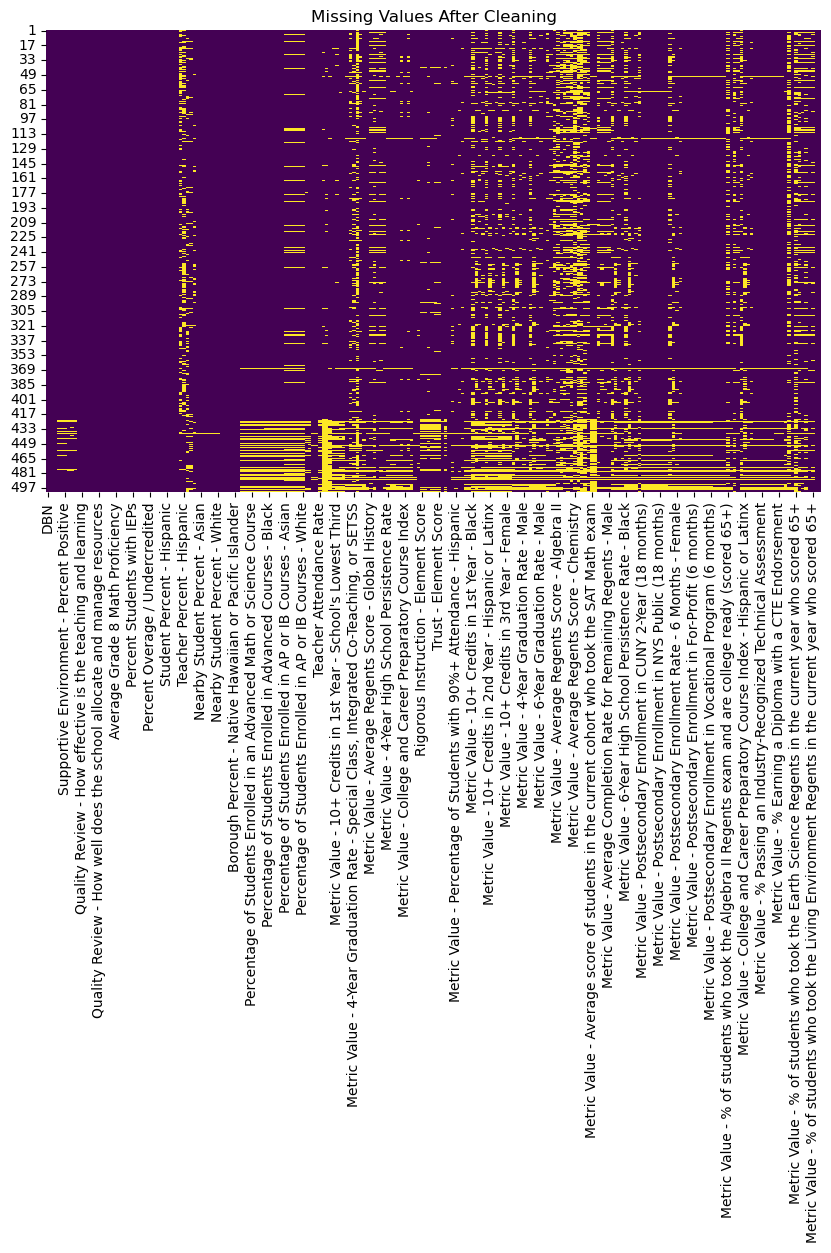 Missing Values After Cleaning
1
17
33
49
65
81
97
113
129
145
161
177
193
209
225
241
257
273
289
305
321
337
353
369
385
401
417
433
449
465
481
497
DBN
Supportive Environment - Percent Positive
Quality Review - How effective is the teaching and learning
Quality Review - How well does the school allocate and manage resources
Average Grade 8 Math Proficiency
Percent Students with IEPs
Percent Overage / Undercredited
Student Percent - Hispanic
Teacher Percent - Hispanic
Nearby Student Percent - Asian
Nearby Student Percent - White
Borough Percent - Native Hawaiian or Pacific Islander
Percentage of Students Enrolled in an Advanced Math or Science Course
Percentage of Students Enrolled in Advanced Courses - Black
Percentage of Students Enrolled in AP or IB Courses - Asian
Percentage of Students Enrolled in AP or IB Courses - White
Teacher Attendance Rate
Metric Value - 10+ Credits in 1st Year - School's Lowest Third
Metric Value - 4-Year Graduation Rate - Special Class, Integrated Co-Teaching, or SETSS
Metric Value - Average Regents Score - Global History
Metric Value - 4-Year High School Persistence Rate
Metric Value - College and Career Preparatory Course Index
Rigorous Instruction - Element Score
Trust - Element Score
Metric Value - Percentage of Students with 90%+ Attendance - Hispanic
Metric Value - 10+ Credits in 1st Year - Black
Metric Value - 10+ Credits in 2nd Year - Hispanic or Latinx
Metric Value - 10+ Credits in 3rd Year - Female
Metric Value - 4-Year Graduation Rate - Male
Metric Value - 6-Year Graduation Rate - Male
Metric Value - Average Regents Score - Algebra II
Metric Value - Average Regents Score - Chemistry
Metric Value - Average score of students in the current cohort who took the SAT Math exam
Metric Value - Average Completion Rate for Remaining Regents - Male
Metric Value - 6-Year High School Persistence Rate - Black
Metric Value - Postsecondary Enrollment in CUNY 2-Year (18 months)
Metric Value - Postsecondary Enrollment in NYS Public (18 months)
Metric Value - Postsecondary Enrollment Rate - 6 Months - Female
Metric Value - Postsecondary Enrollment in For-Profit (6 months)
Metric Value - Postsecondary Enrollment in Vocational Program (6 months)
Metric Value - % of students who took the Algebra II Regents exam and are college ready (scored 65+)
Metric Value - College and Career Preparatory Course Index - Hispanic or Latinx
Metric Value - % Passing an Industry-Recognized Technical Assessment
Metric Value - % Earning a Diploma with a CTE Endorsement
Metric Value - % of students who took the Earth Science Regents in the current year who scored 65+
Metric Value - % of students who took the Living Environment Regents in the current year who scored 65+